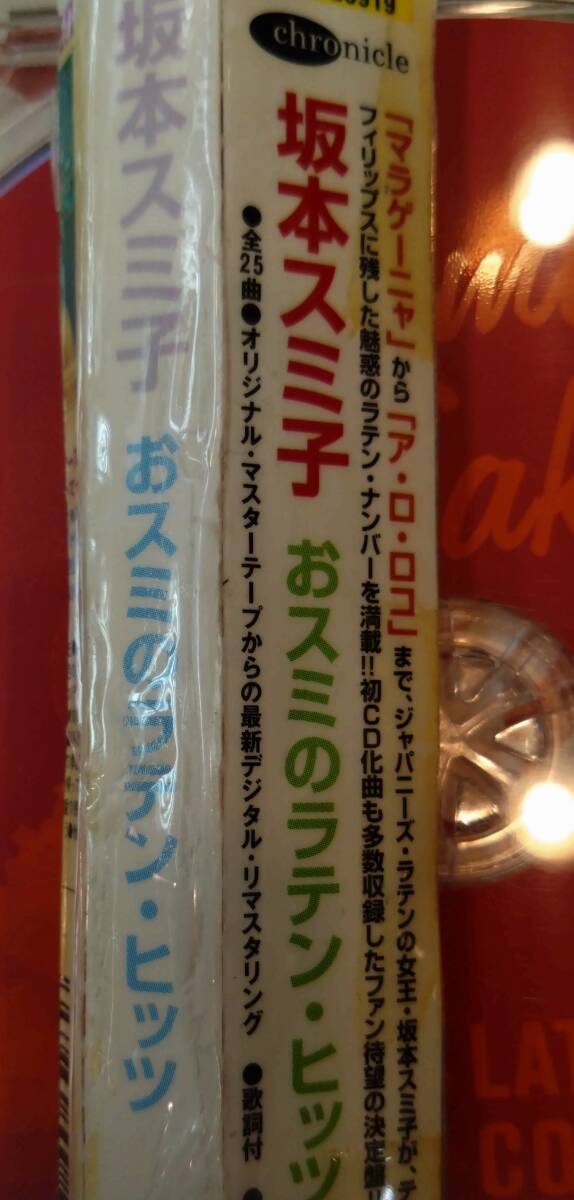 chronicle
「マラゲーニャ」から「ア・ロ・ロコ」まで、ジャパニーズ・ラテンの女王・坂本スミ子が、デ
フィリップスに残した魅惑のラテン・ナンバーを満載!!初CD化曲も多数収録したファン待望の決定盤
坂本スミ子 おスミのラテン・ヒッツ
●全25曲●オリジナル・マスターテープからの最新デジタル・リマスタリング ●歌詞付 ●
坂本スミ子 おスミのラテン・ヒッツ
LAT
CO